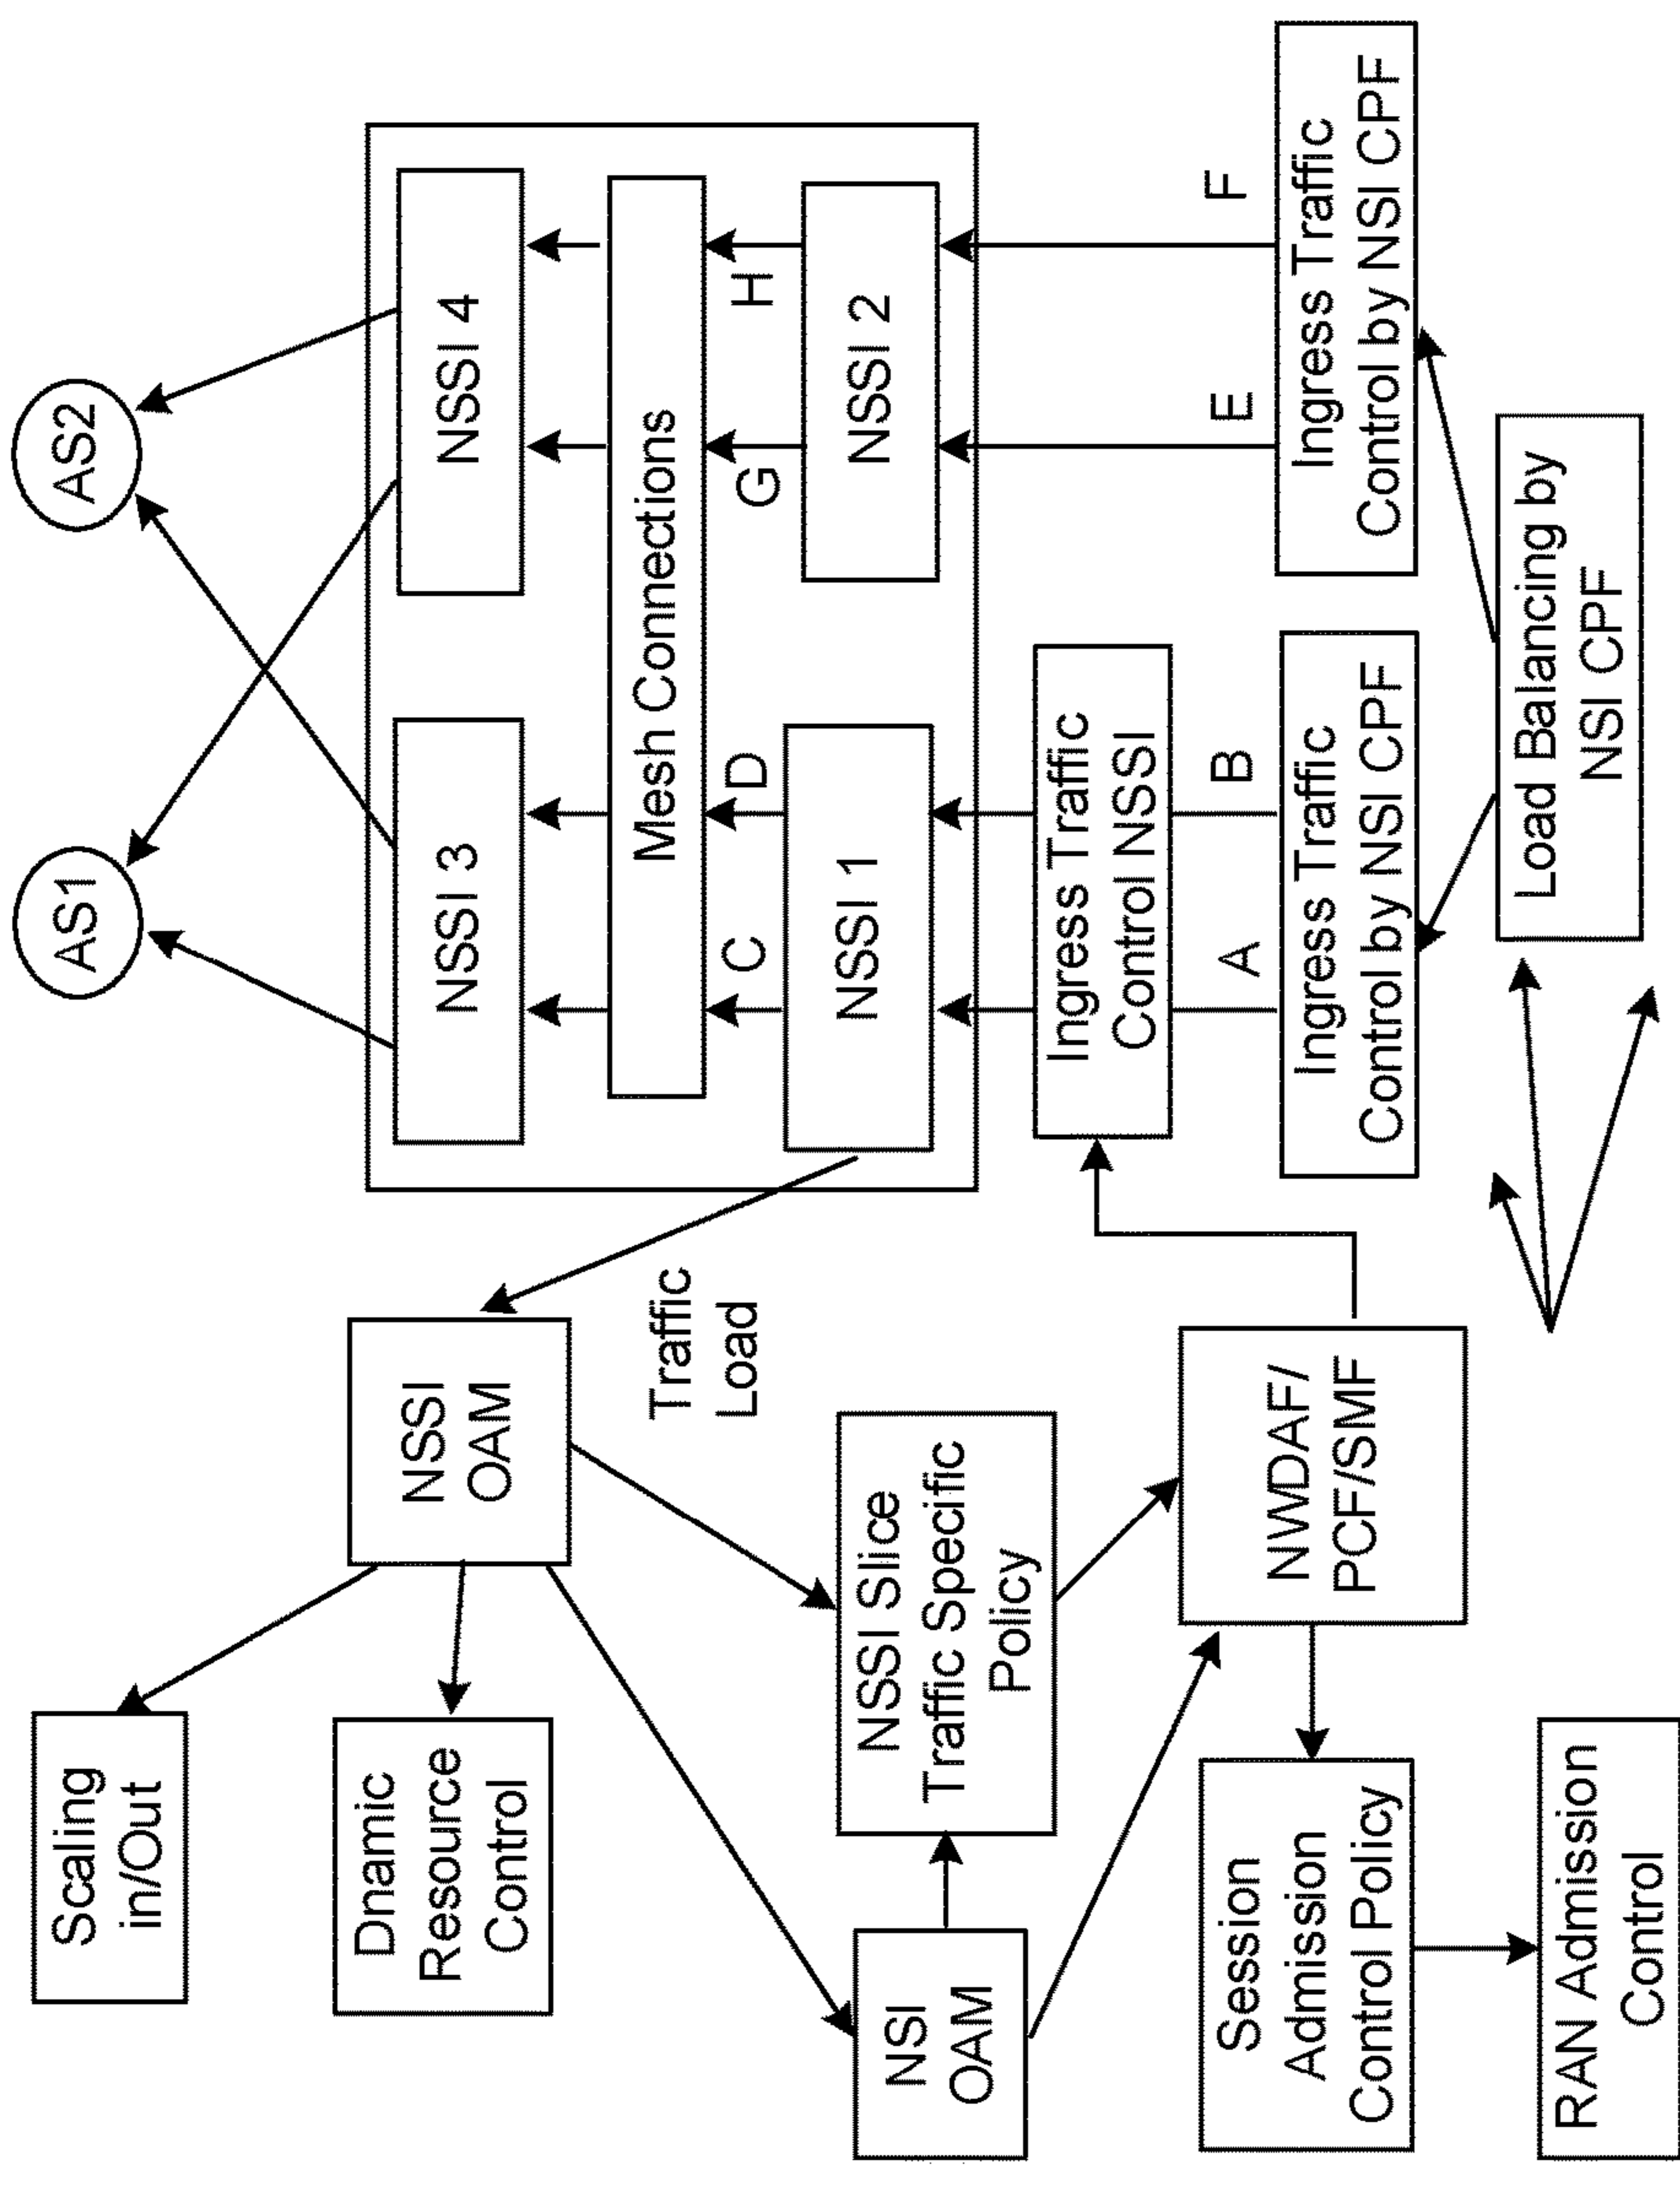 Scaling
in/Out
Dnamic
Resource
Control
NSSI
OAM
Traffic
Load
NSI
OAM
NSSI Slice
Traffic Specific
Policy
NWDAF/
PCF/SMF
Session
Admission
Control Policy
RAN Admission
Control
AS1
AS2
NSSI 3
NSSI 4
Mesh Connections
C
D
G
H
NSSI 1
NSSI 2
Ingress Traffic
Control NSSI
A
B
E
F
Ingress Traffic
Control by NSI CPF
Ingress Traffic
Control by NSI CPF
Load Balancing by
NSI CPF